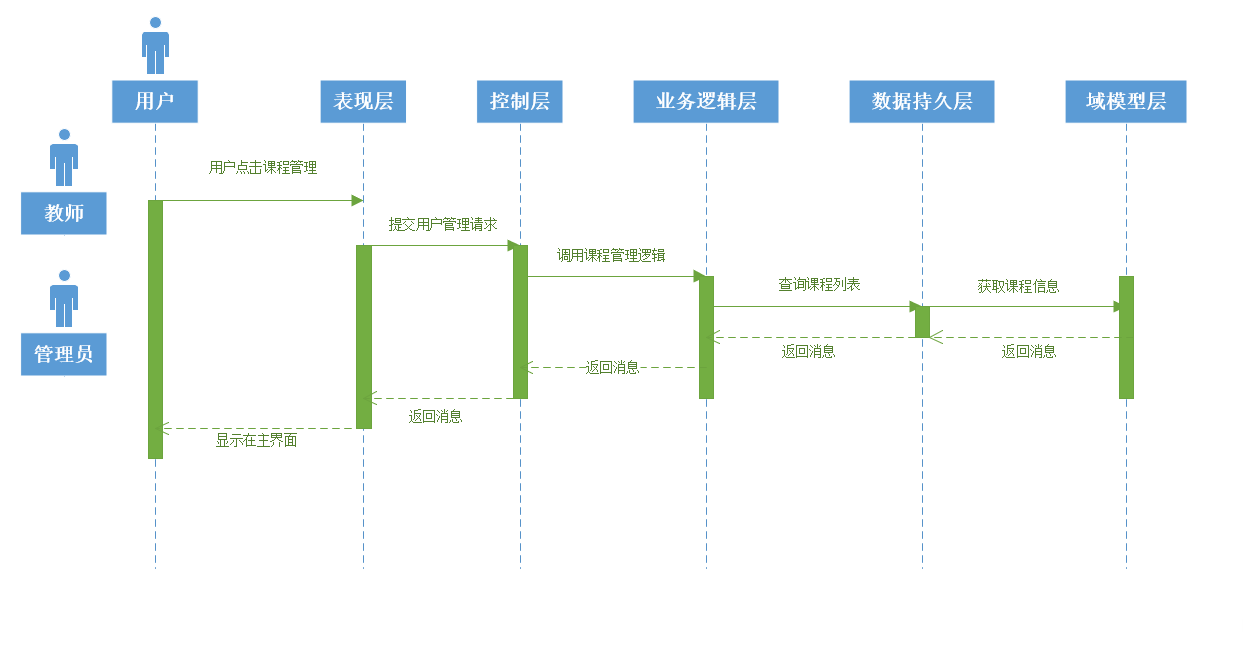 用户
表现层
控制层
业务逻辑层
数据持久层
域模型层
教师
管理员
用户点击课程管理
提交用户管理请求
调用课程管理逻辑
查询课程列表
获取课程信息
返回消息
返回消息
返回消息
返回消息
显示在主界面